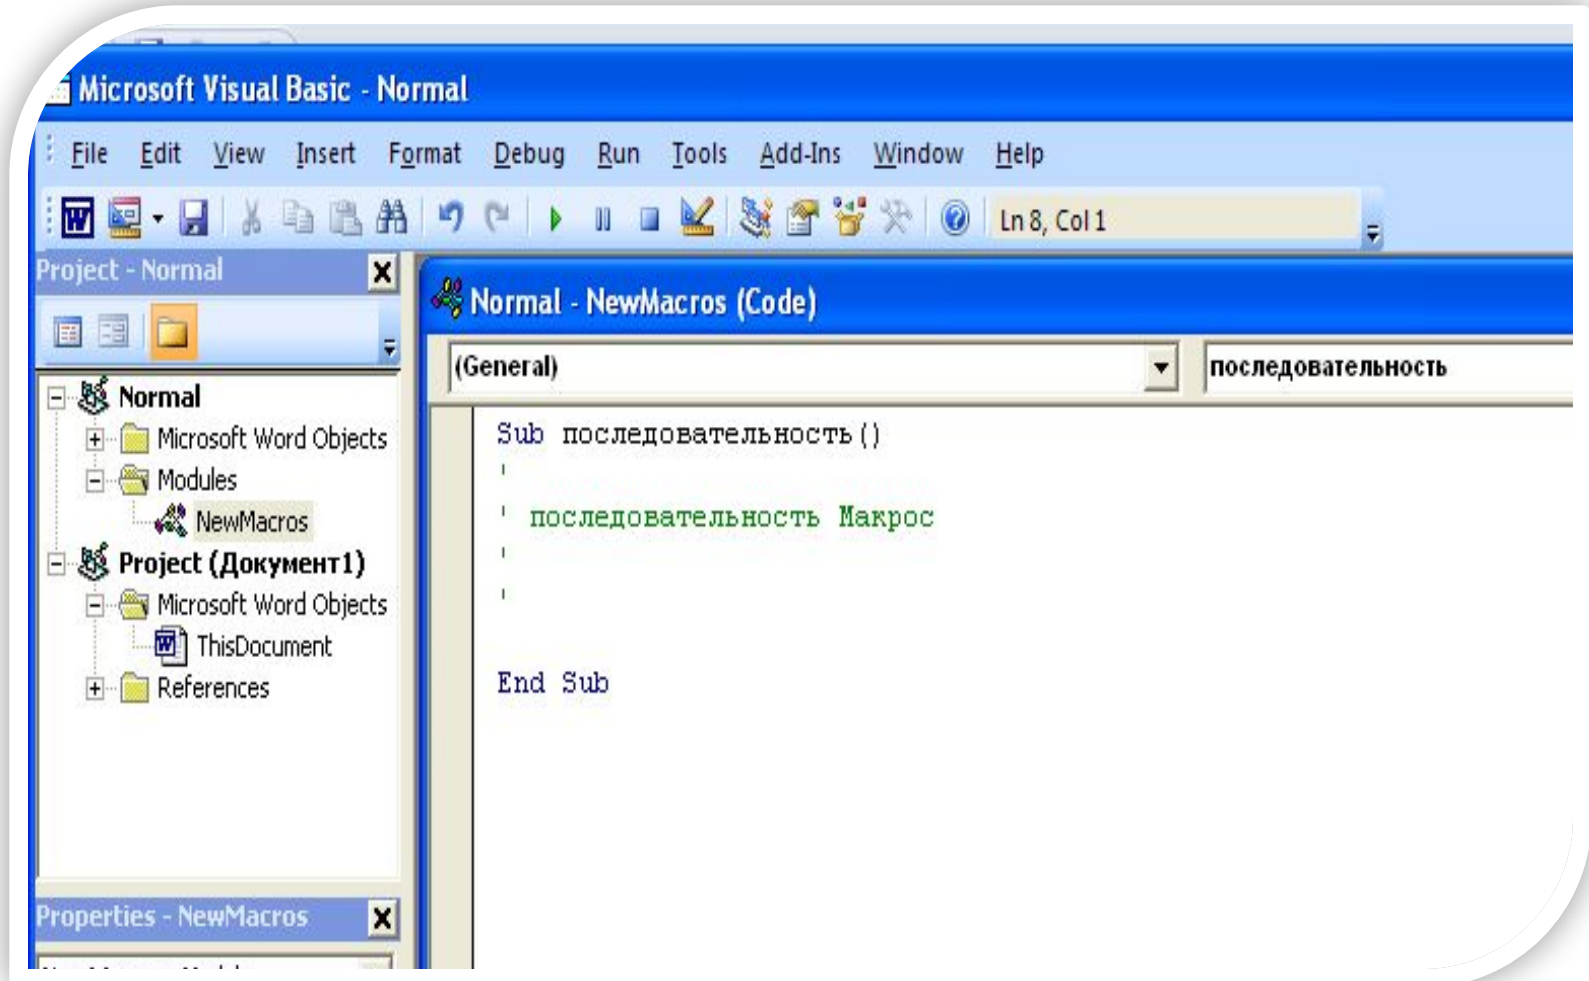 Microsoft Visual Basic - Normal
File Edit View Insert Format Debug Run Tools Add-Ins Window Help
Ln 8, Col 1
Project - Normal
Normal
Microsoft Word Objects
Modules
NewMacros
Project (Документ1)
Microsoft Word Objects
ThisDocument
References
Properties - NewMacros
Normal - NewMacros (Code)
(General)
последовательность
Sub последовательность()
'
' последовательность Макрос
'
'
End Sub